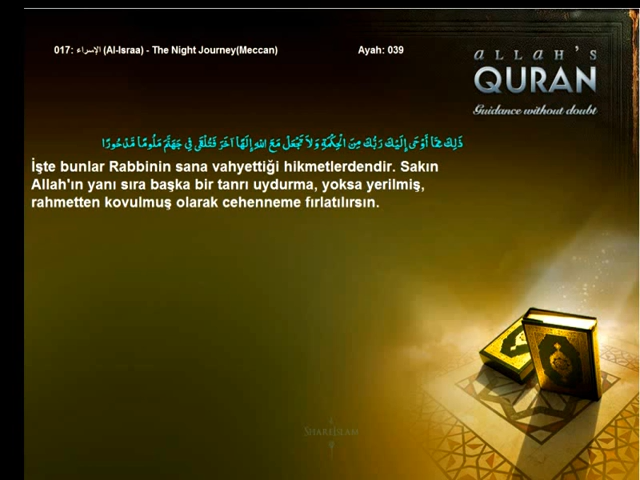 017: الإسراء (Al-Israa) - The Night Journey(Meccan) Ayah: 039
ALLAH'S
QURAN
Guidance without doubt
ذَلِكَ مِمَّا أَوْحَى إِلَيْكَ رَبُّكَ مِنَ الْحِكْمَةِ وَلاَ تَجْعَلْ مَعَ اللّهِ إِلَهًا آخَرَ فَتُلْقَى فِي جَهَنَّمَ مَلُومًا مَّدْحُورًا
İşte bunlar Rabbinin sana vahyettiği hikmetlerdendir. Sakın
Allah'ın yanı sıra başka bir tanrı uydurma, yoksa yerilmiş,
rahmetten kovulmuş olarak cehenneme fırlatılırsın.
SHAREISLAM